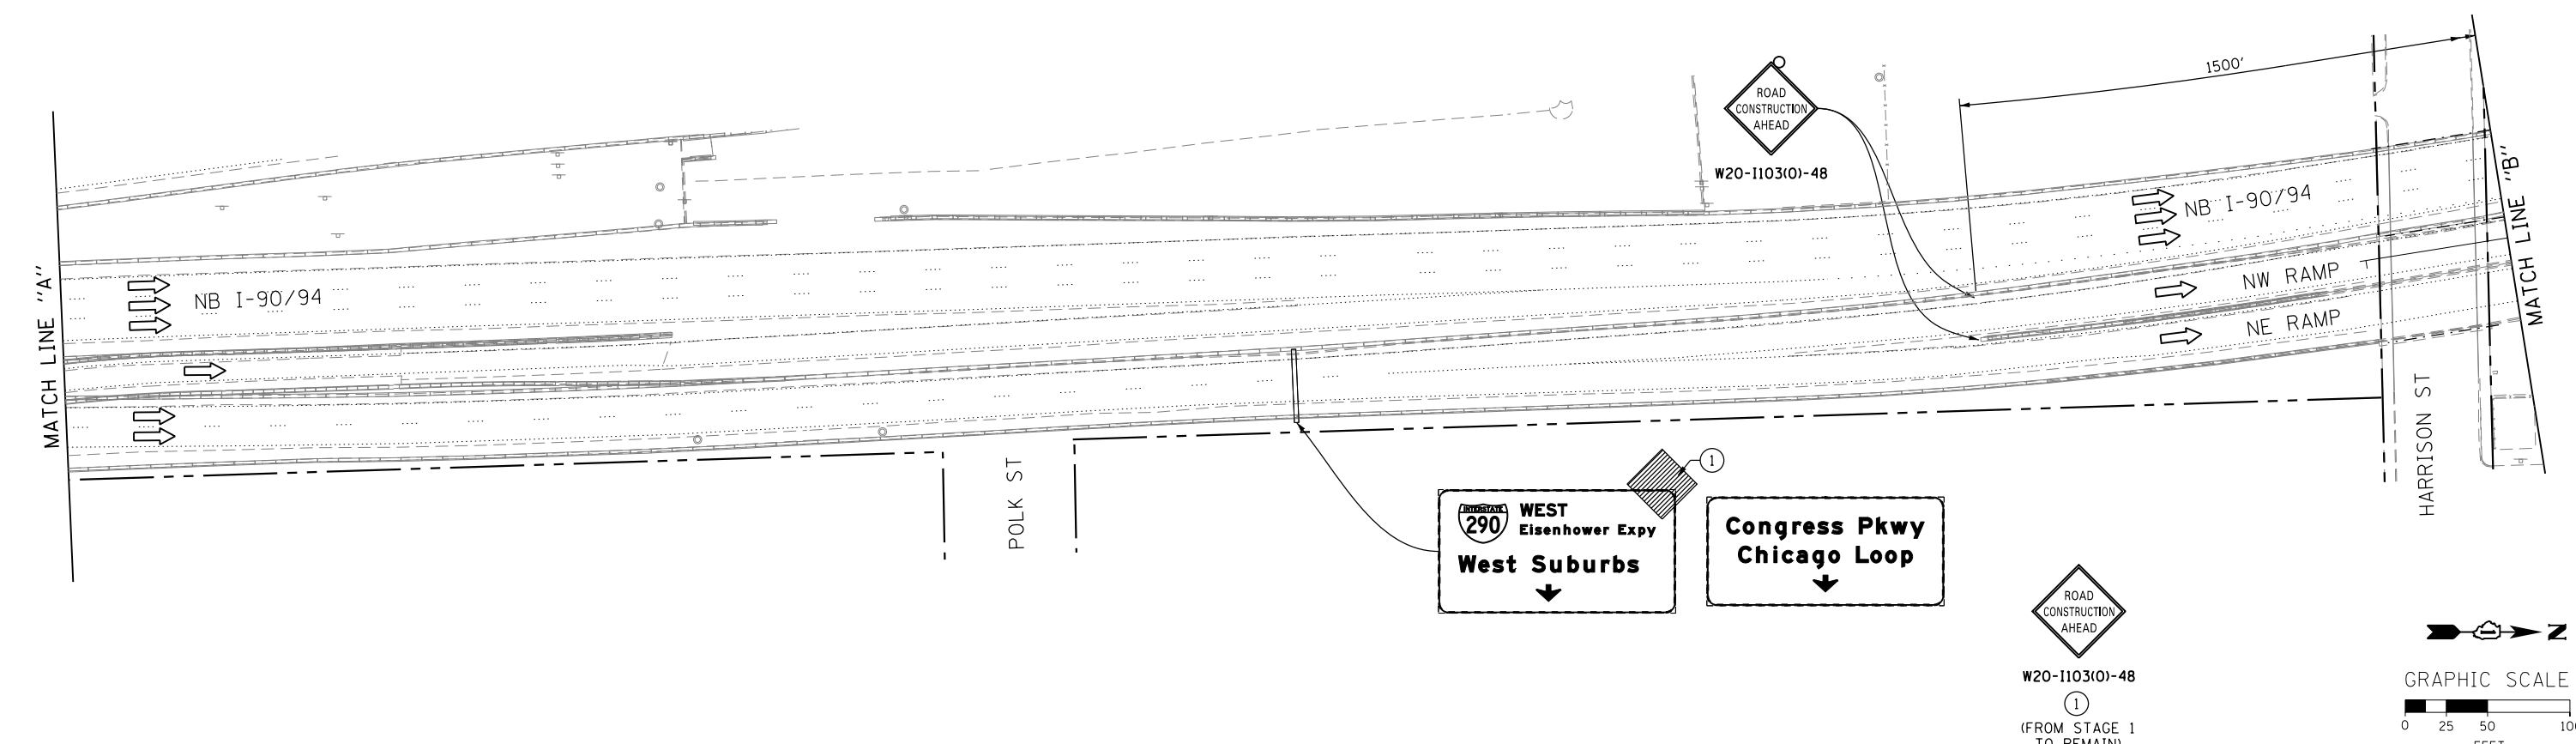 1500'
ROAD
CONSTRUCTION
AHEAD
W20-I103(O)-48
MATCH LINE "A"
NB I-90/94
NB I-90/94
NW RAMP
NE RAMP
MATCH LINE "B"
POLK ST
HARRISON ST
1
INTERSTATE
290
WEST
Eisenhower Expy
West Suburbs
Congress Pkwy
Chicago Loop
ROAD
CONSTRUCTION
AHEAD
W20-I103(O)-48
1
(FROM STAGE 1
TO REMAIN)
N
GRAPHIC SCALE
0 25 50 100
FEET